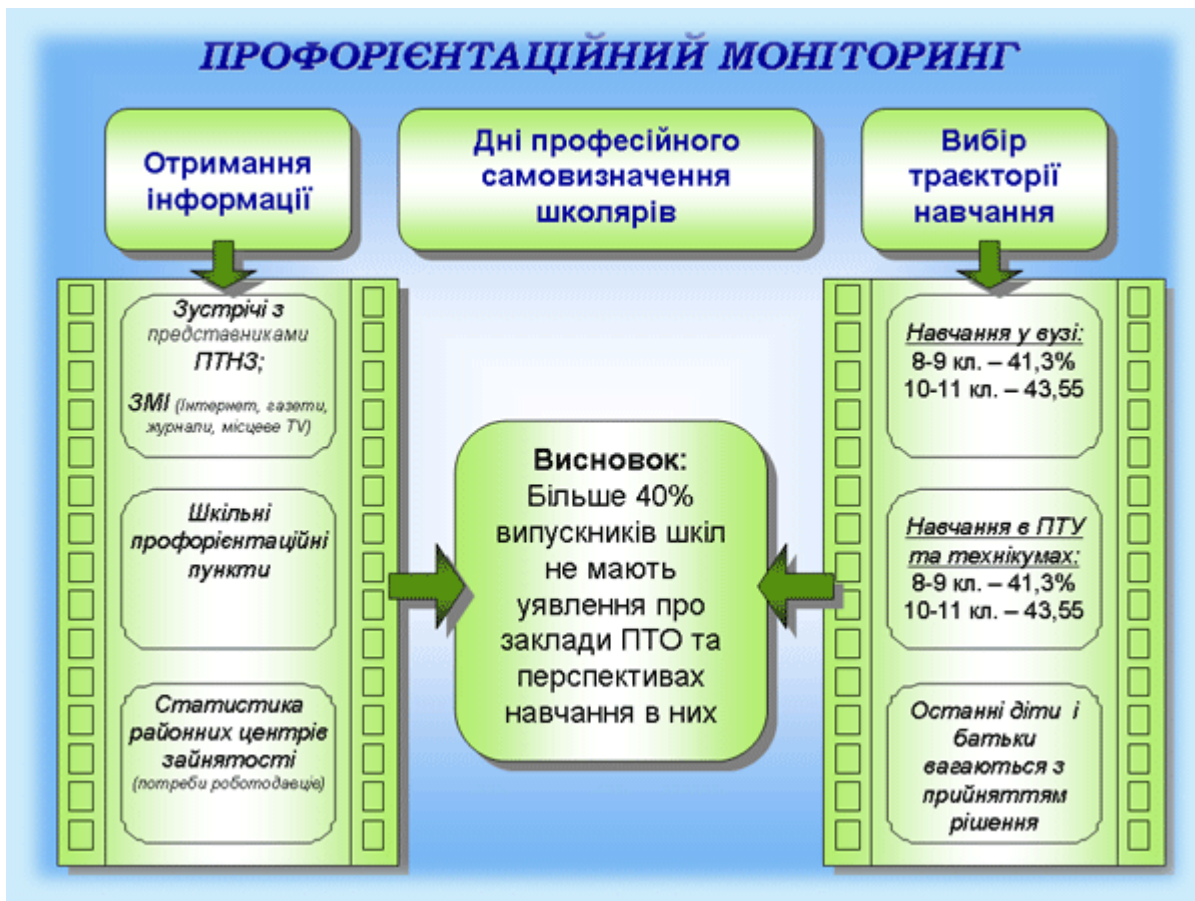 ПРОФОРІЄНТАЦІЙНИЙ МОНІТОРИНГ
Отримання
інформації
Дні професійного
самовизначення
школярів
Вибір
траєкторії
навчання
Зустрічі з
представниками
ПТНЗ;
ЗМІ (Інтернет, газети,
журнали, місцеве TV)
Шкільні
профорієнтаційні
пункти
Статистика
районних центрів
зайнятості
(потреби роботодавців)
Висновок:
Більше 40%
випускників шкіл
не мають
уявлення про
заклади ПТО та
перспективах
навчання в них
Навчання у вузі:
8-9 кл. – 41,3%
10-11 кл. – 43,55
Навчання в ПТУ
та технікумах:
8-9 кл. – 41,3%
10-11 кл. – 43,55
Останні діти і
батьки
вагаються з
прийняттям
рішення